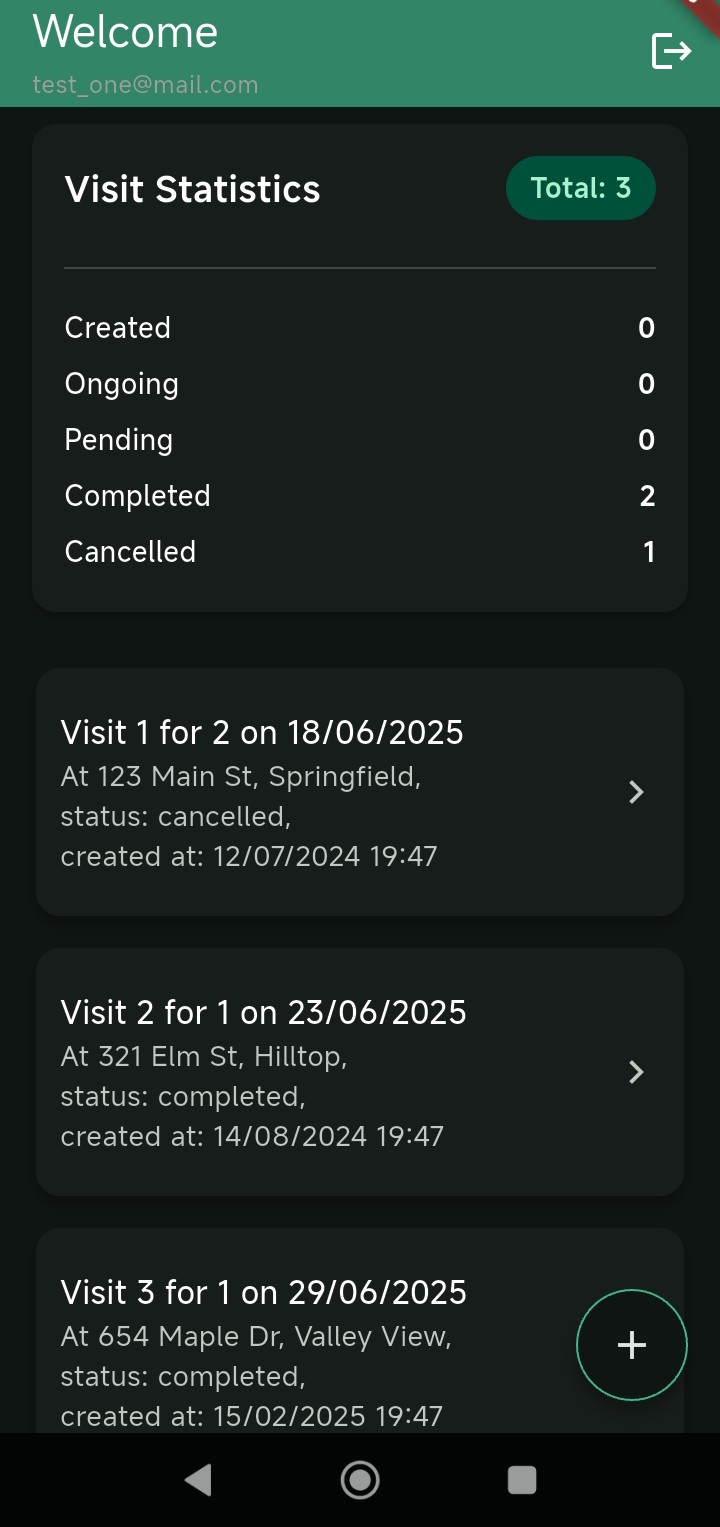 Welcome
test_one@mail.com
Visit Statistics
Total: 3
Created 0
Ongoing 0
Pending 0
Completed 2
Cancelled 1
Visit 1 for 2 on 18/06/2025
At 123 Main St, Springfield,
status: cancelled,
created at: 12/07/2024 19:47
Visit 2 for 1 on 23/06/2025
At 321 Elm St, Hilltop,
status: completed,
created at: 14/08/2024 19:47
Visit 3 for 1 on 29/06/2025
At 654 Maple Dr, Valley View,
status: completed,
created at: 15/02/2025 19:47